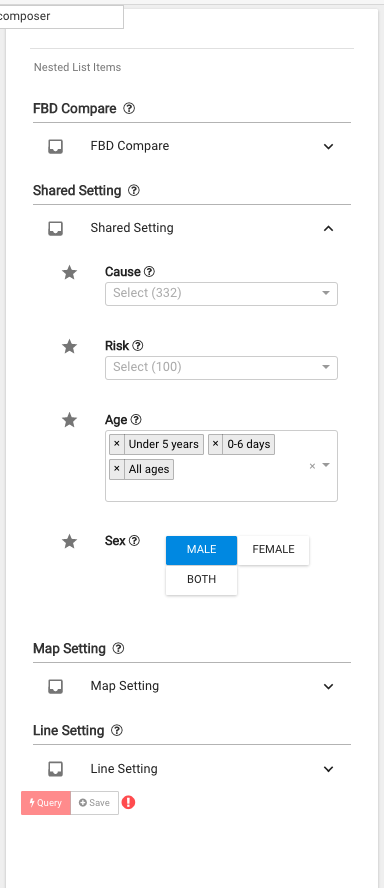 composer
Nested List Items
FBD Compare
FBD Compare
Shared Setting
Shared Setting
Cause
Select (332)
Risk
Select (100)
Age
× Under 5 years × 0-6 days
× All ages ×
Sex MALE FEMALE
BOTH
Map Setting
Map Setting
Line Setting
Line Setting
Query Save